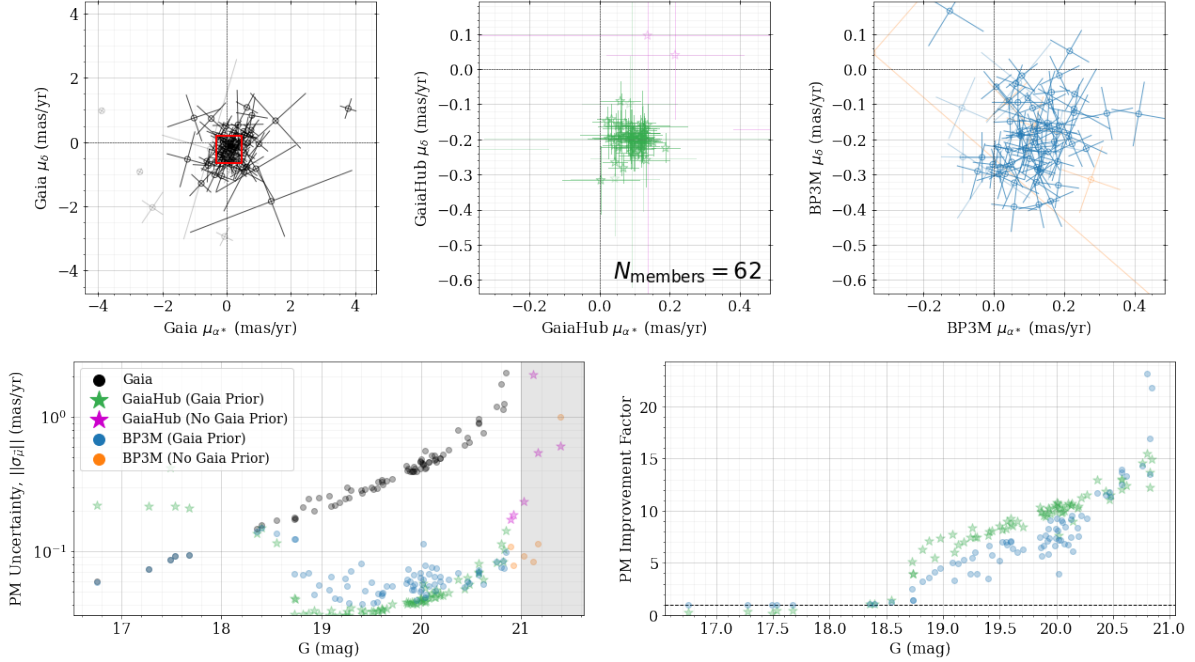 4
2
0
−2
−4
Gaia μδ (mas/yr)
−4 −2 0 2 4
Gaia μα* (mas/yr)
0.1
0.0
−0.1
−0.2
−0.3
−0.4
−0.5
−0.6
GaiaHub μδ (mas/yr)
Nmembers = 62
−0.2 0.0 0.2 0.4
GaiaHub μα* (mas/yr)
0.1
0.0
−0.1
−0.2
−0.3
−0.4
−0.5
−0.6
BP3M μδ (mas/yr)
−0.2 0.0 0.2 0.4
BP3M μα* (mas/yr)
PM Uncertainty, ||σμ⃗|| (mas/yr)
10⁰
10⁻¹
Gaia
GaiaHub (Gaia Prior)
GaiaHub (No Gaia Prior)
BP3M (Gaia Prior)
BP3M (No Gaia Prior)
17 18 19 20 21
G (mag)
PM Improvement Factor
20
15
10
5
1
0
17.0 17.5 18.0 18.5 19.0 19.5 20.0 20.5 21.0
G (mag)